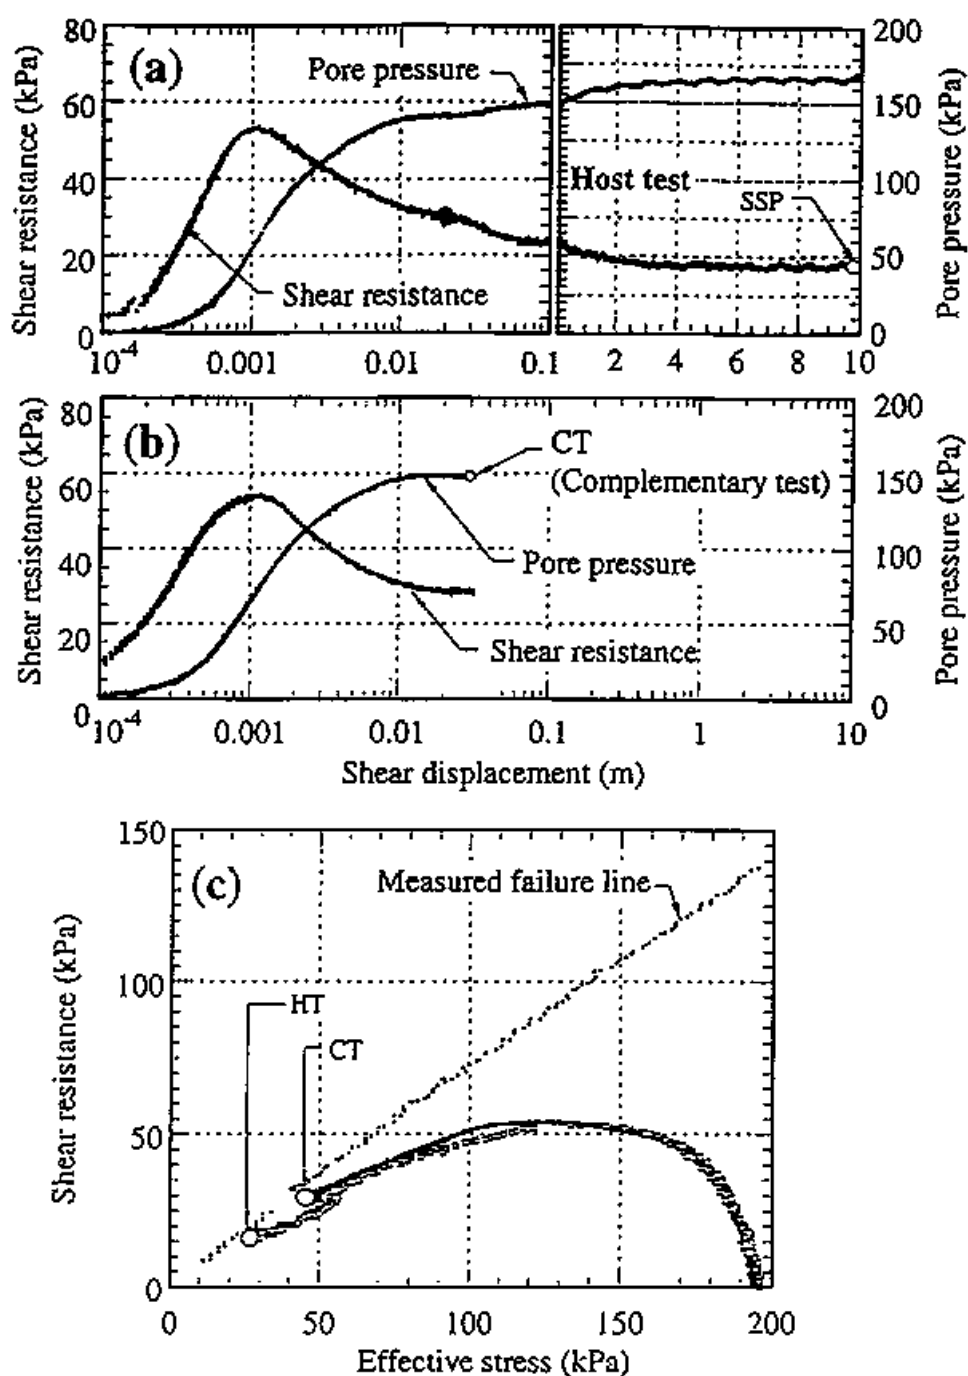 (a)
Shear resistance (kPa)
80
60
40
20
0
Pore pressure
Shear resistance
Host test
SSP
200
150
100
50
0
Pore pressure (kPa)
10⁻⁴ 0.001 0.01 0.1 2 4 6 8 10
(b)
Shear resistance (kPa)
80
60
40
20
0
CT
(Complementary test)
Pore pressure
Shear resistance
200
150
100
50
0
Pore pressure (kPa)
10⁻⁴ 0.001 0.01 0.1 1 10
Shear displacement (m)
(c)
Shear resistance (kPa)
150
100
50
0
Measured failure line
HT
CT
0 50 100 150 200
Effective stress (kPa)